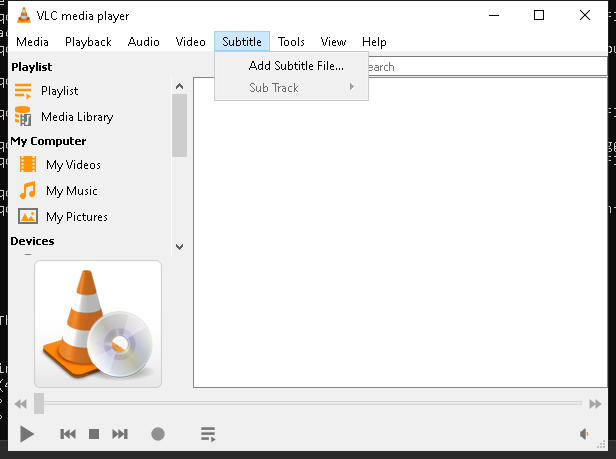 VLC media player
Media Playback Audio Video Subtitle Tools View Help
Playlist
Add Subtitle File...
earch
Playlist
Sub Track
Media Library
My Computer
My Videos
My Music
My Pictures
Devices